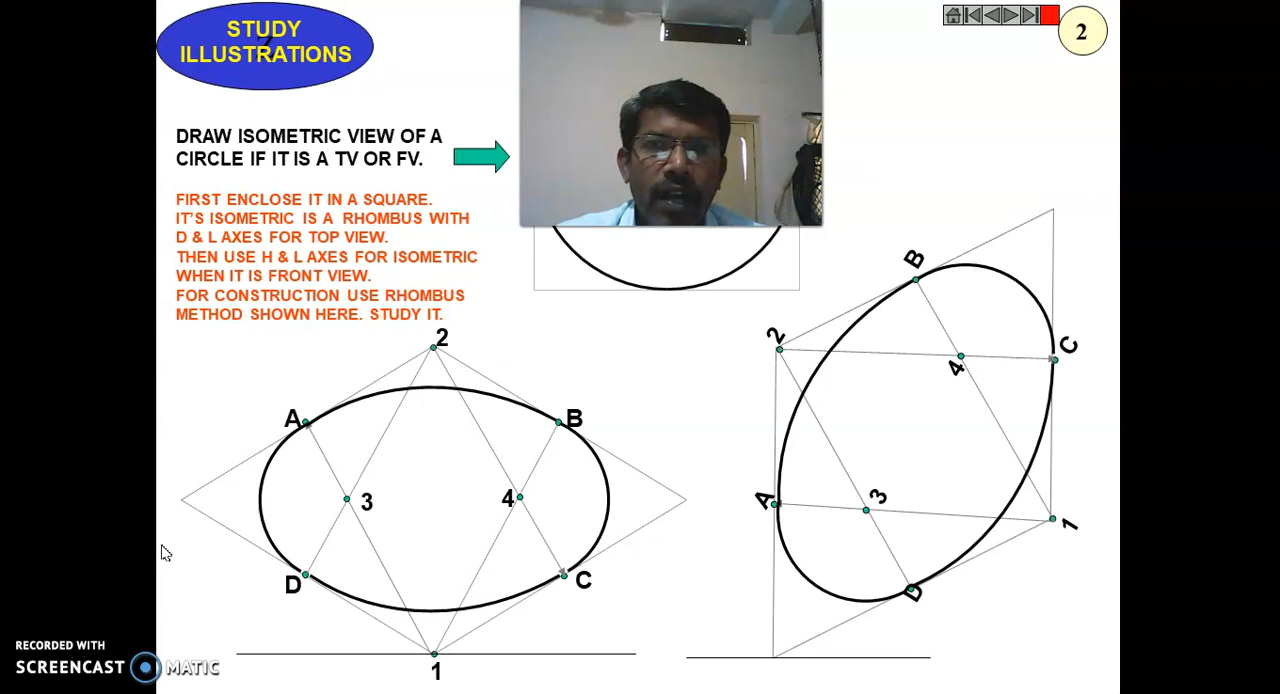 STUDY
ILLUSTRATIONS
2
DRAW ISOMETRIC VIEW OF A
CIRCLE IF IT IS A TV OR FV.
FIRST ENCLOSE IT IN A SQUARE.
IT'S ISOMETRIC IS A RHOMBUS WITH
D & L AXES FOR TOP VIEW.
THEN USE H & L AXES FOR ISOMETRIC
WHEN IT IS FRONT VIEW.
FOR CONSTRUCTION USE RHOMBUS
METHOD SHOWN HERE. STUDY IT.
2
A
B
3
4
D
C
1
B
2
C
4
A
3
1
D
RECORDED WITH
SCREENCAST MATIC